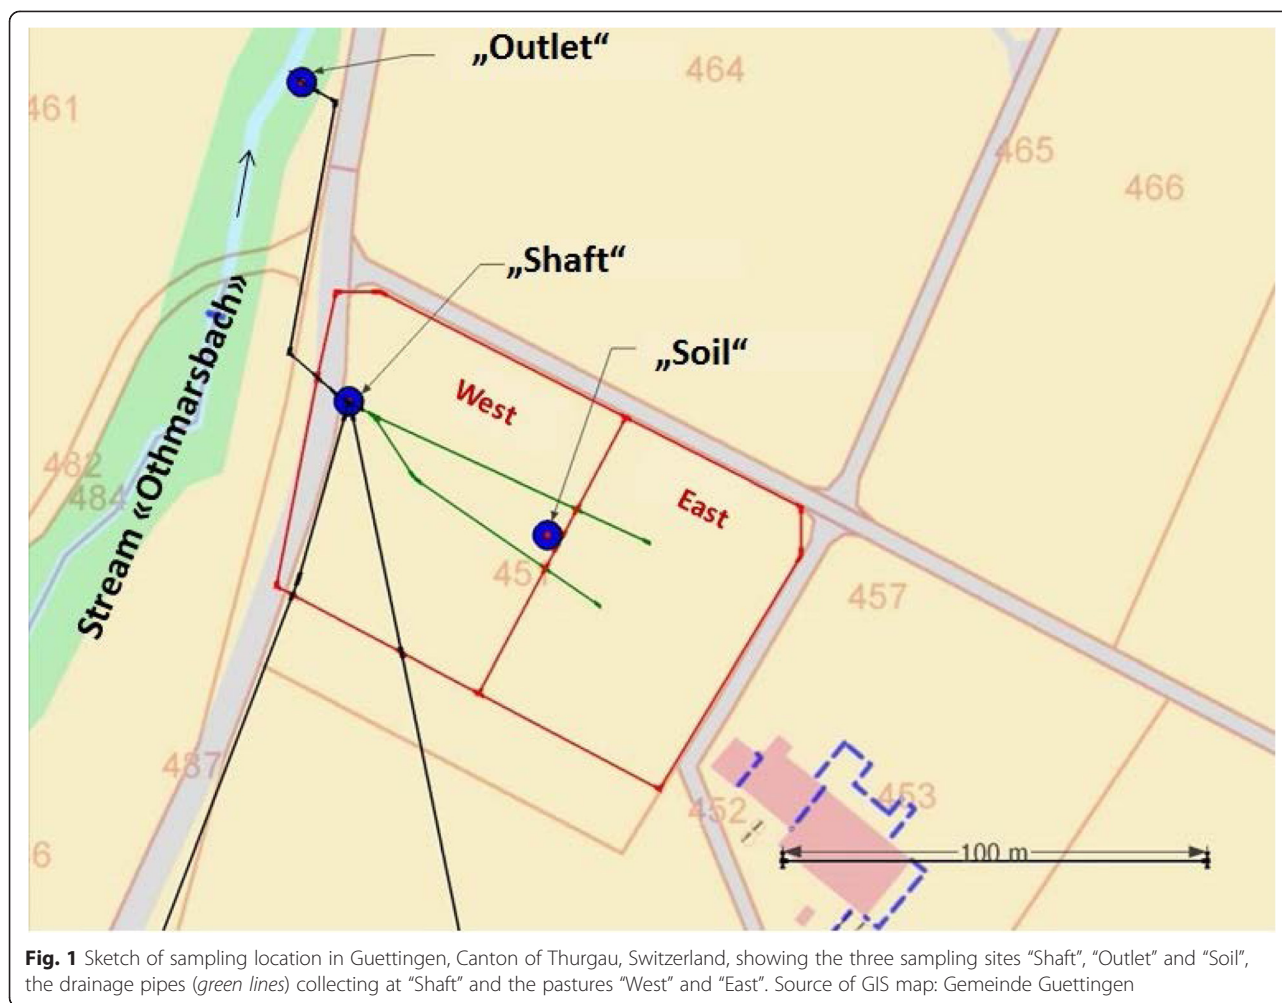 „Outlet“
464
461
465
466
„Shaft“
„Soil“
West
East
Stream «Othmarsbach»
482
484
451
457
487
452
453
6
100 m
Fig. 1 Sketch of sampling location in Guettingen, Canton of Thurgau, Switzerland, showing the three sampling sites “Shaft”, “Outlet” and “Soil”,
the drainage pipes (green lines) collecting at “Shaft” and the pastures “West” and “East”. Source of GIS map: Gemeinde Guettingen